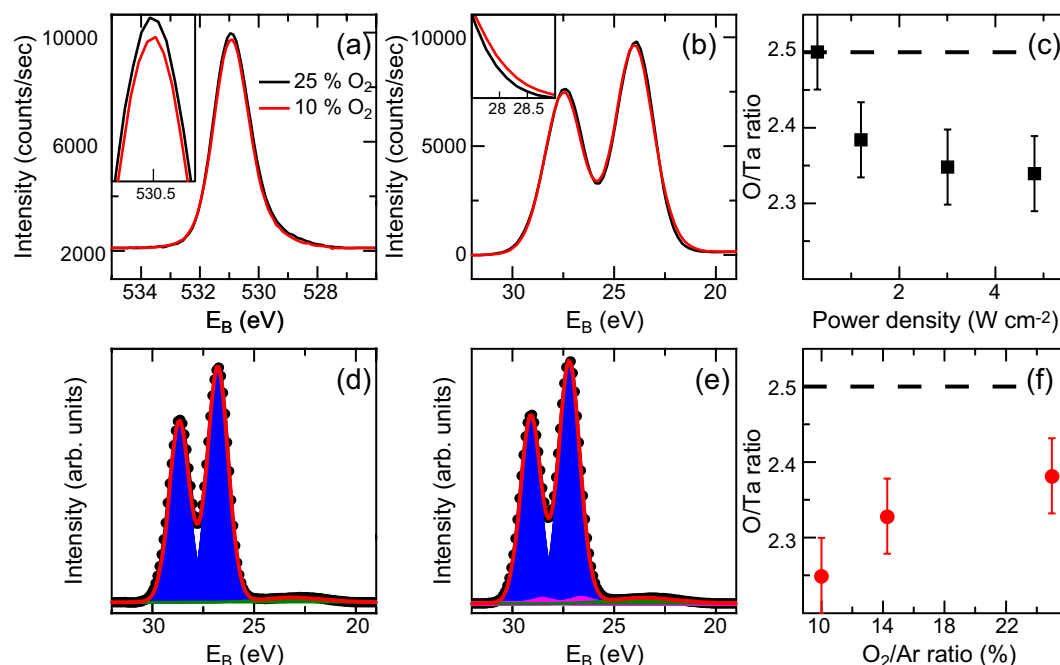 (a)
10000
6000
2000
Intensity (counts/sec)
25 % O2
10 % O2
530.5
534 532 530 528
EB (eV)
(b)
10000
5000
0
Intensity (counts/sec)
28 28.5
30 25 20
EB (eV)
(c)
2.5
2.4
2.3
O/Ta ratio
2 4
Power density (W cm-2)
(d)
Intensity (arb. units)
30 25 20
EB (eV)
(e)
Intensity (arb. units)
30 25 20
EB (eV)
(f)
2.5
2.4
2.3
O/Ta ratio
10 14 18 22
O2/Ar ratio (%)